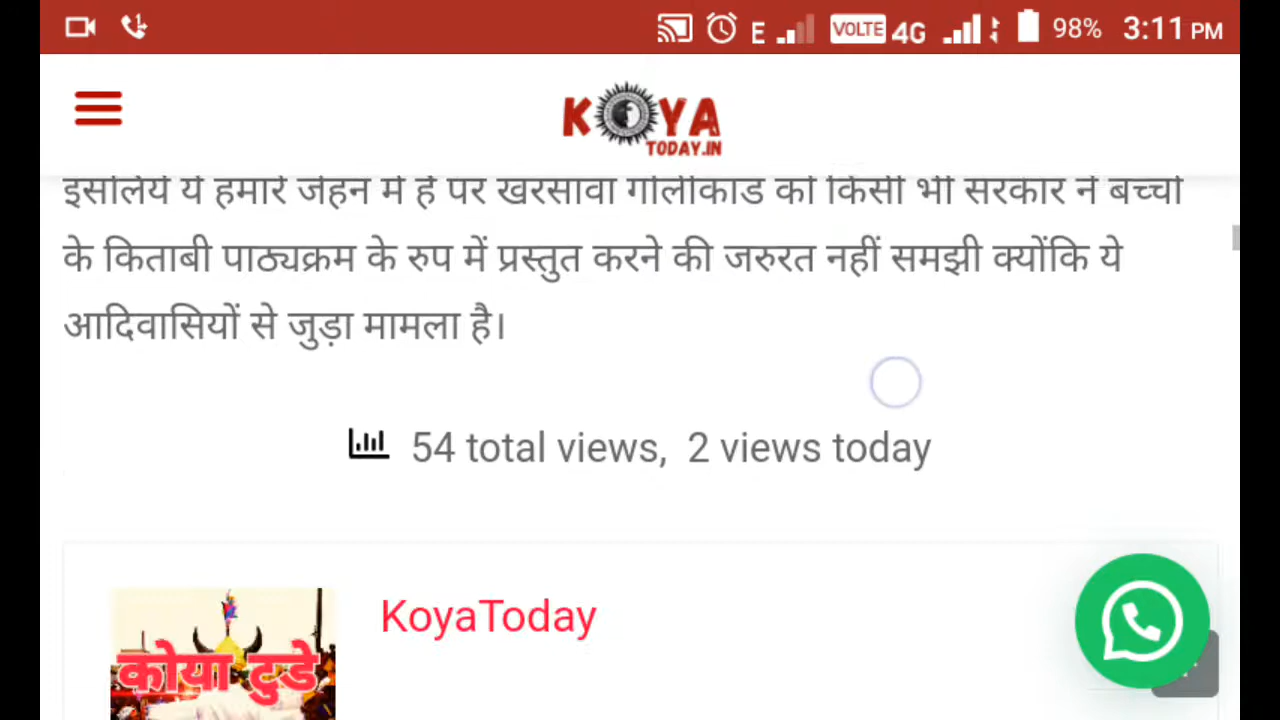 E VOLTE 4G 98% 3:11 PM
KOYA
TODAY.IN
इसलिये ये हमारे जेहन में है पर खरसावां गोलीकांड को किसी भी सरकार ने बच्चों
के किताबी पाठ्यक्रम के रुप में प्रस्तुत करने की जरुरत नहीं समझी क्योंकि ये
आदिवासियों से जुड़ा मामला है।
54 total views, 2 views today
KoyaToday
कोया टुडे